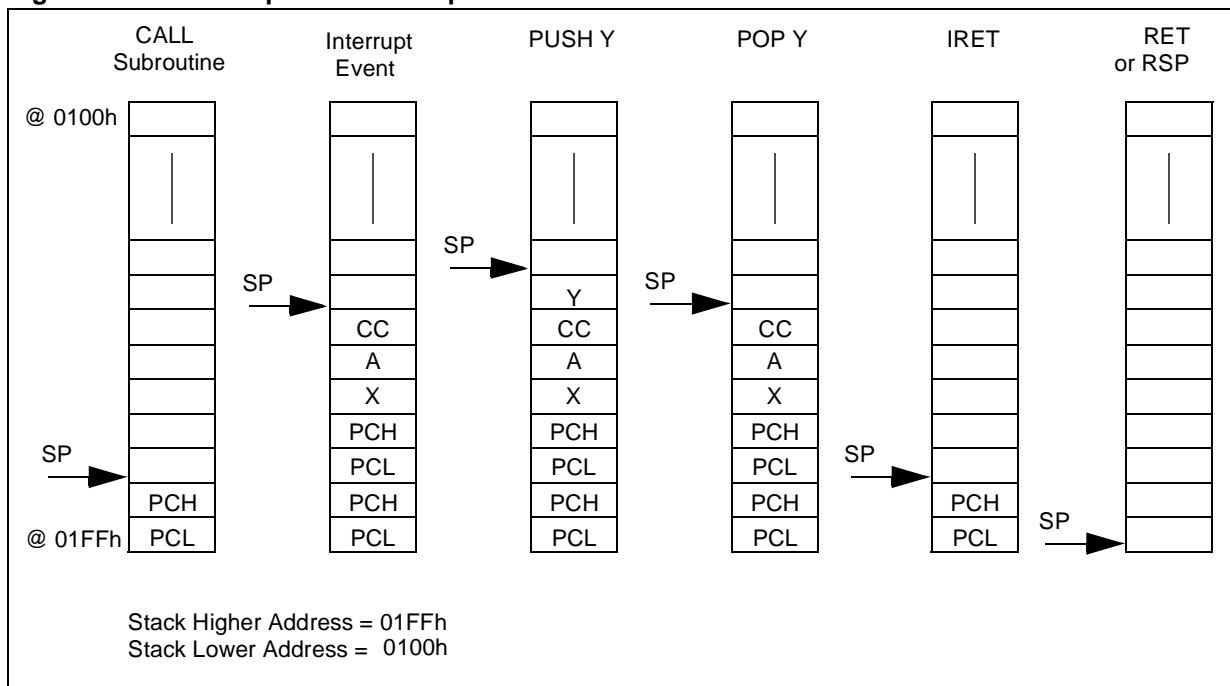 CALL
Subroutine
Interrupt
Event
PUSH Y
POP Y
IRET
RET
or RSP
@ 0100h
SP
SP
SP
Y
CC
CC
CC
A
A
A
X
X
X
PCH
PCH
PCH
SP
SP
PCL
PCL
PCL
PCH
PCH
PCH
PCH
PCH
SP
@ 01FFh
PCL
PCL
PCL
PCL
PCL
Stack Higher Address = 01FFh
Stack Lower Address = 0100h